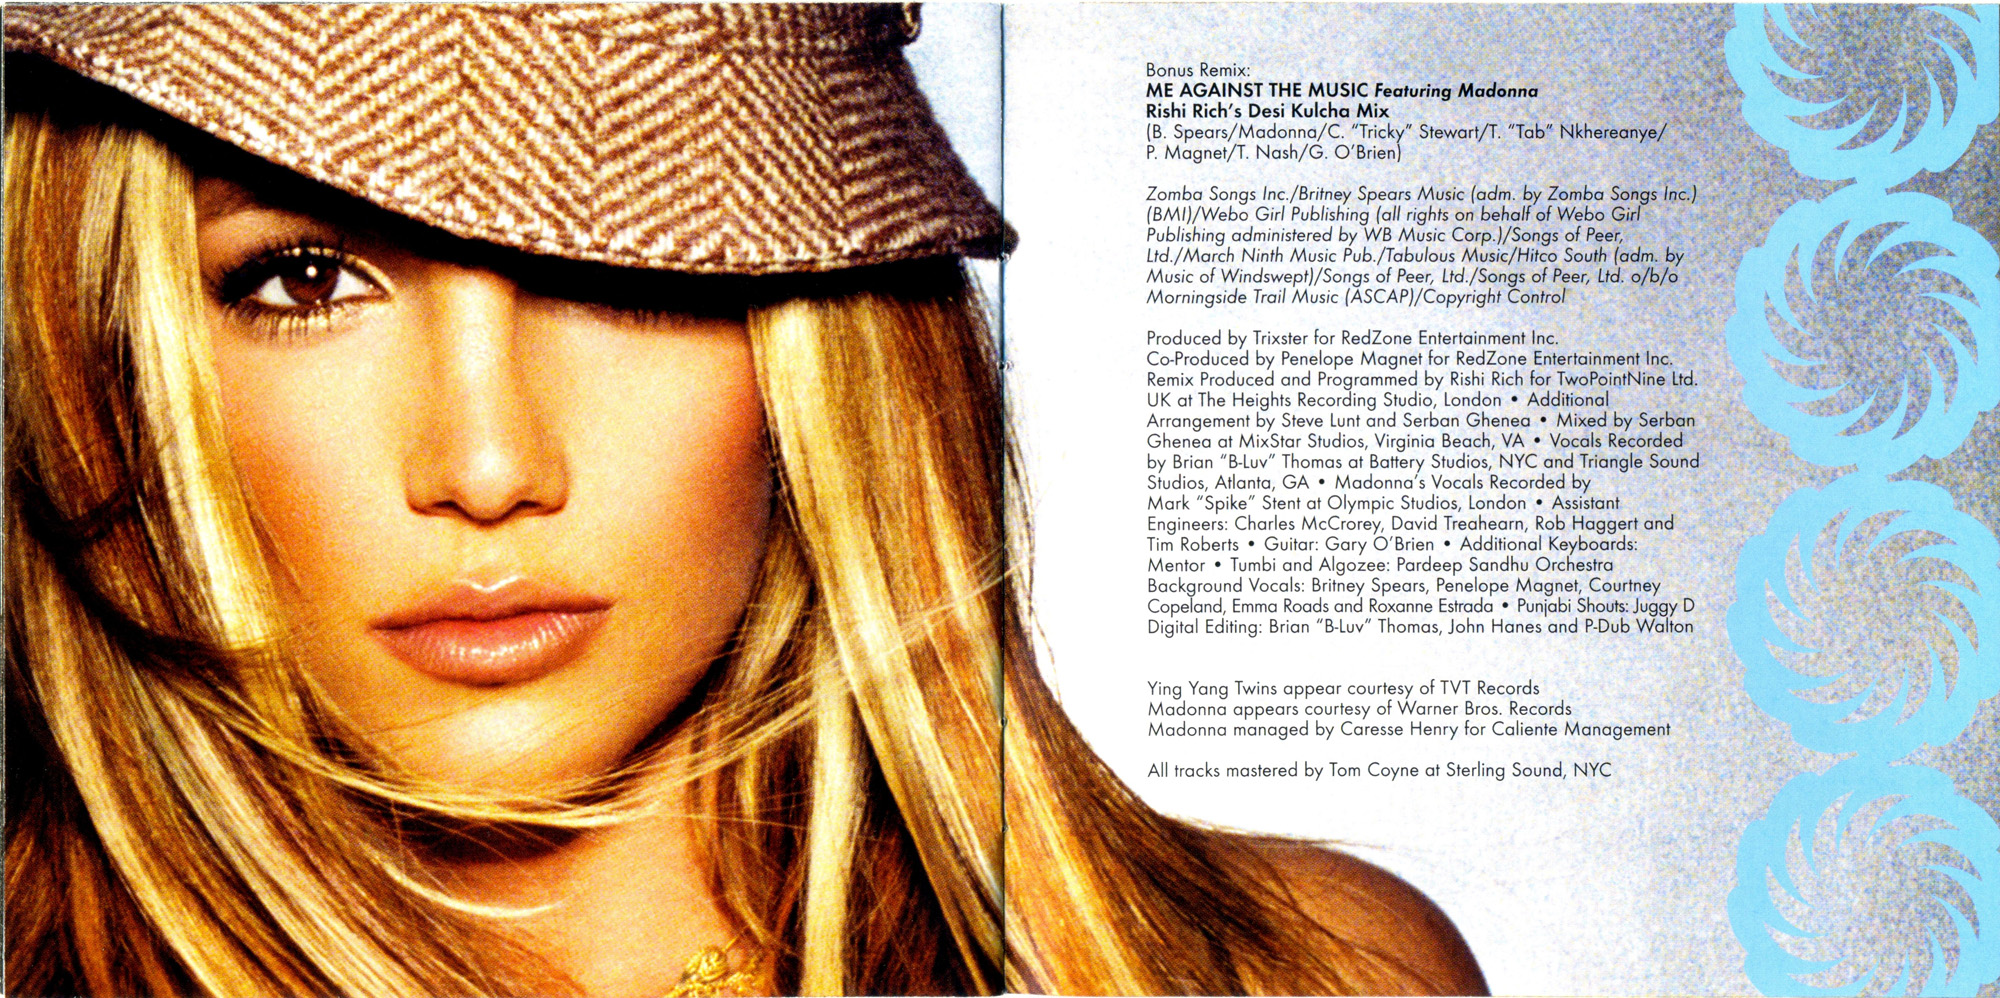 Bonus Remix:
ME AGAINST THE MUSIC Featuring Madonna
Rishi Rich's Desi Kulcha Mix
(B. Spears/Madonna/C. "Tricky" Stewart/T. "Tab" Nkhereanye/
P. Magnet/T. Nash/G. O'Brien)
Zomba Songs Inc./Britney Spears Music (adm. by Zomba Songs Inc.)
(BMI)/Webo Girl Publishing (all rights on behalf of Webo Girl
Publishing administered by WB Music Corp.)/Songs of Peer,
Ltd./March Ninth Music Pub./Tabulous Music/Hitco South (adm. by
Music of Windswept)/Songs of Peer, Ltd./Songs of Peer, Ltd. o/b/o
Morningside Trail Music (ASCAP)/Copyright Control
Produced by Trixster for RedZone Entertainment Inc.
Co-Produced by Penelope Magnet for RedZone Entertainment Inc.
Remix Produced and Programmed by Rishi Rich for TwoPointNine Ltd.
UK at The Heights Recording Studio, London • Additional
Arrangement by Steve Lunt and Serban Ghenea • Mixed by Serban
Ghenea at MixStar Studios, Virginia Beach, VA • Vocals Recorded
by Brian "B-Luv" Thomas at Battery Studios, NYC and Triangle Sound
Studios, Atlanta, GA • Madonna's Vocals Recorded by
Mark "Spike" Stent at Olympic Studios, London • Assistant
Engineers: Charles McCrorey, David Treahearn, Rob Haggert and
Tim Roberts • Guitar: Gary O'Brien • Additional Keyboards:
Mentor • Tumbi and Algozee: Pardeep Sandhu Orchestra
Background Vocals: Britney Spears, Penelope Magnet, Courtney
Copeland, Emma Roads and Roxanne Estrada • Punjabi Shouts: Juggy D
Digital Editing: Brian "B-Luv" Thomas, John Hanes and P-Dub Walton
Ying Yang Twins appear courtesy of TVT Records
Madonna appears courtesy of Warner Bros. Records
Madonna managed by Caresse Henry for Caliente Management
All tracks mastered by Tom Coyne at Sterling Sound, NYC